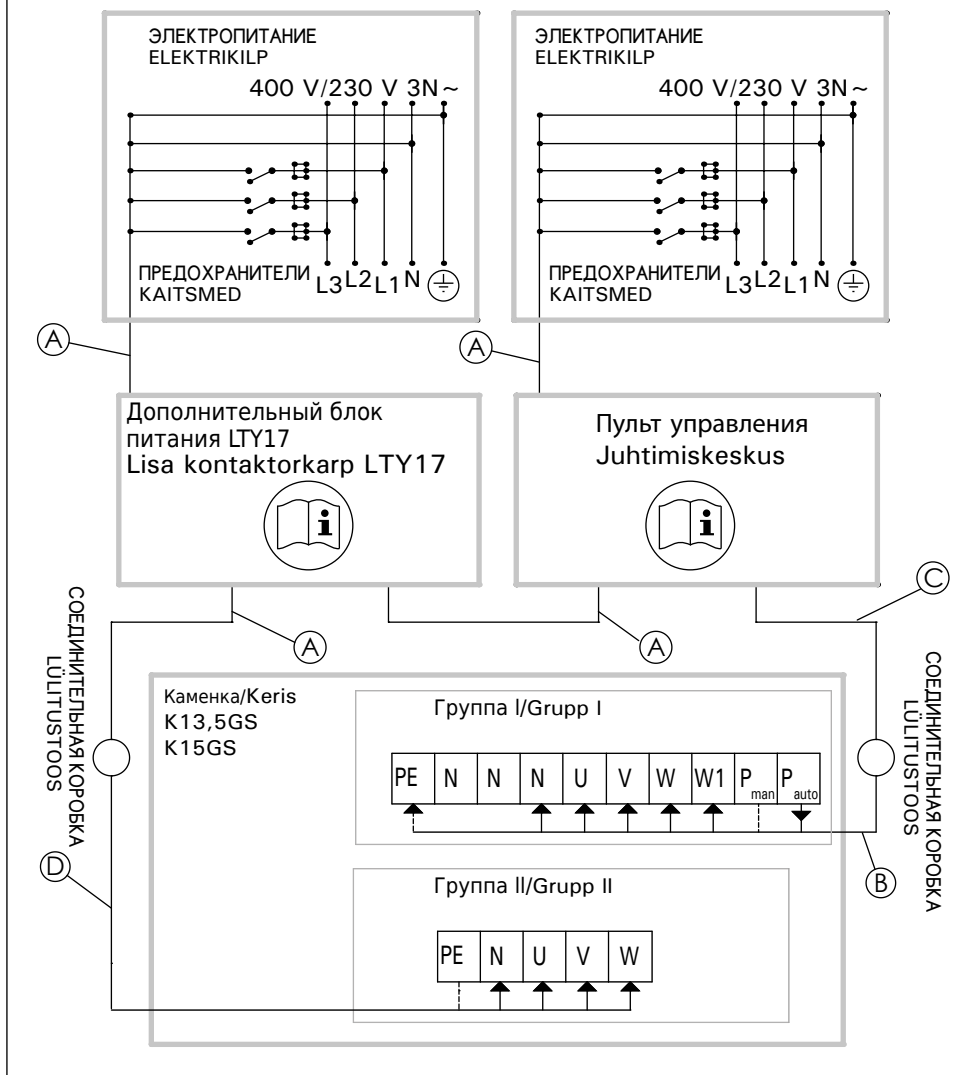 ЭЛЕКТРОПИТАНИЕ
ELEKTRIKILP
400 V/230 V 3N~
ПРЕДОХРАНИТЕЛИ
KAITSMED
L3 L2 L1 N
ЭЛЕКТРОПИТАНИЕ
ELEKTRIKILP
400 V/230 V 3N~
ПРЕДОХРАНИТЕЛИ
KAITSMED
L3 L2 L1 N
A
A
Дополнительный блок
питания LTY17
Lisa kontaktorkarp LTY17
i
Пульт управления
Juhtimiskeskus
i
C
A
A
СОЕДИНИТЕЛЬНАЯ КОРОБКА
LÜLITUSTOOS
СОЕДИНИТЕЛЬНАЯ КОРОБКА
LÜLITUSTOOS
Каменка/Keris
K13,5GS
K15GS
Группа I/Grupp I
PE N N N U V W W1 Pman Pauto
B
D
Группа II/Grupp II
PE N U V W